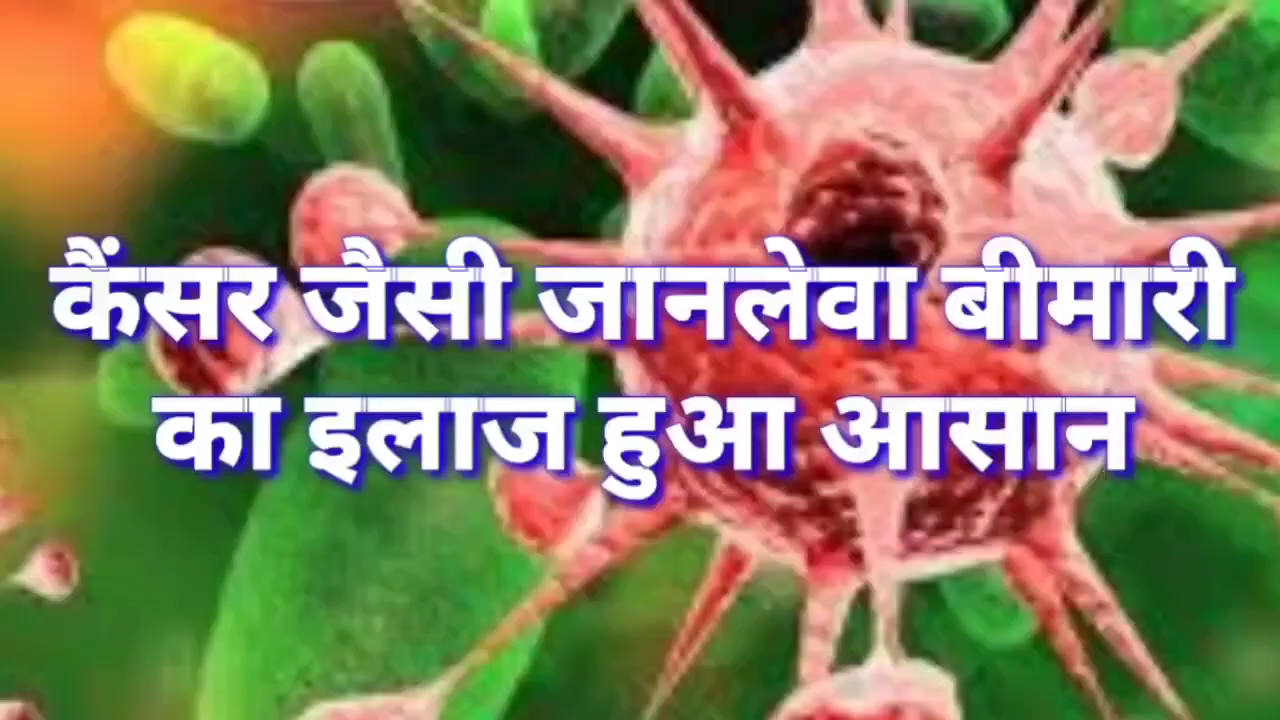 कैंसर जैसी जानलेवा बीमारी
का इलाज हुआ आसान